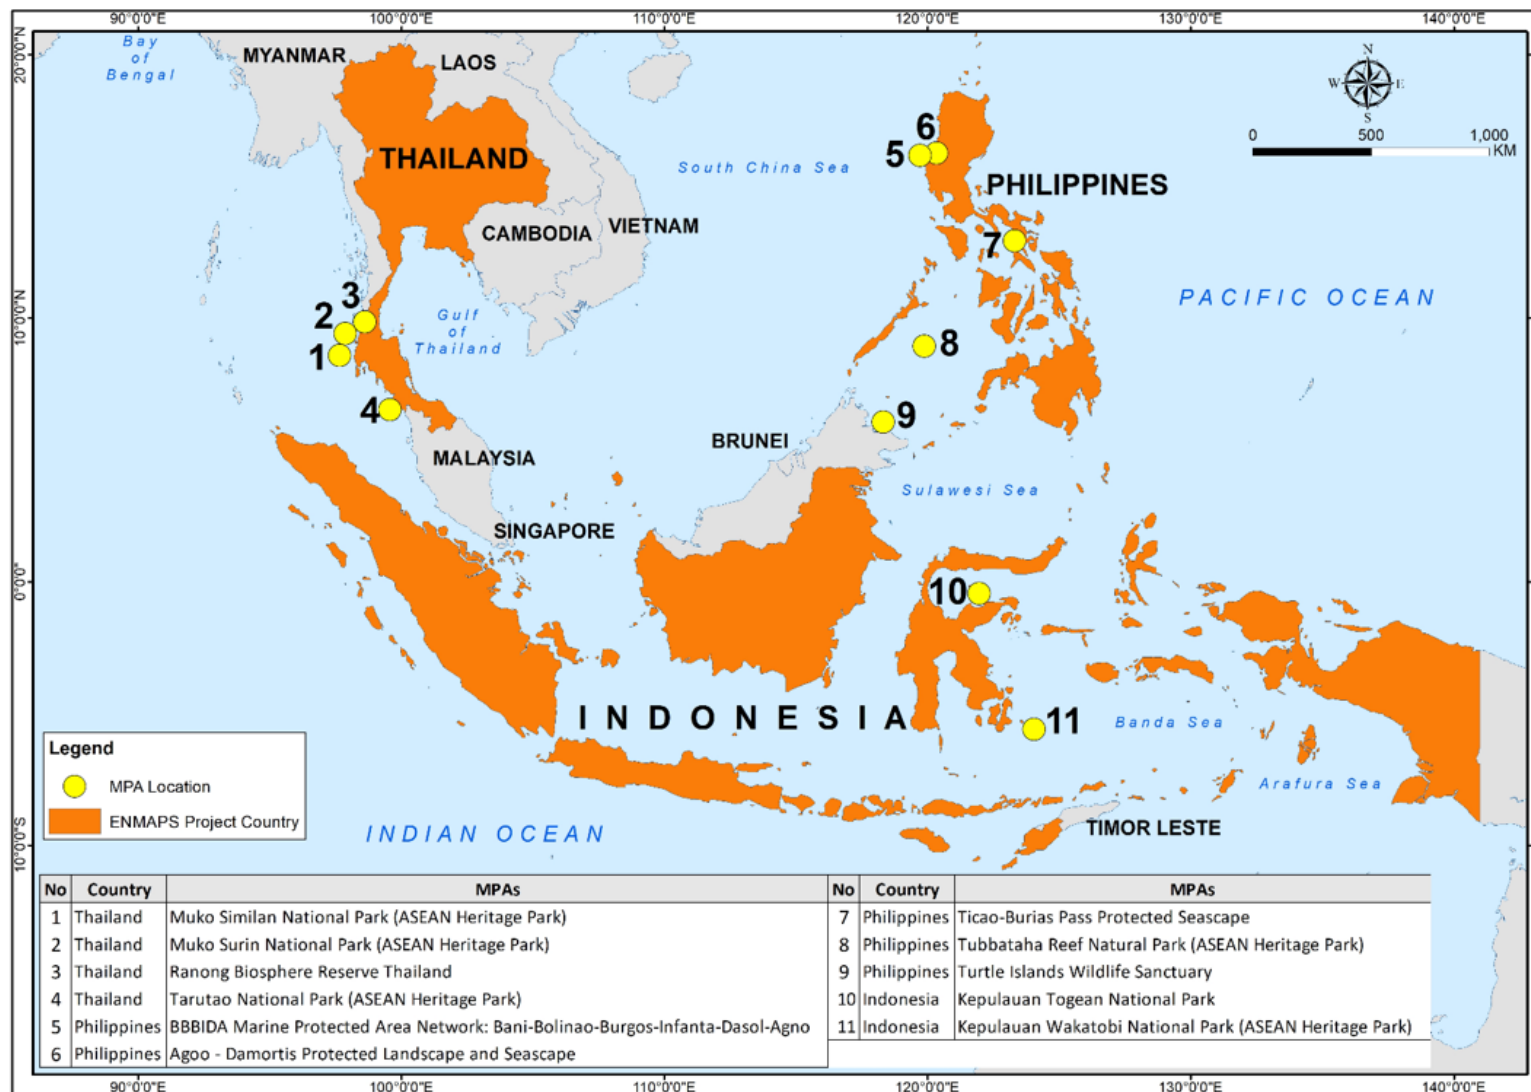 90°0'0"E 100°0'0"E 110°0'0"E 120°0'0"E 130°0'0"E 140°0'0"E
20°0'0"N
10°0'0"N
0°0'0"
10°0'0"S
Bay
of
Bengal
MYANMAR
LAOS
THAILAND
CAMBODIA
VIETNAM
South China Sea
PHILIPPINES
N
W E
S
0 500 1,000
KM
6
5
7
PACIFIC OCEAN
3
2
1
Gulf
of
Thailand
8
4
9
BRUNEI
MALAYSIA
Sulawesi Sea
SINGAPORE
10
INDONESIA
11
Banda Sea
Arafura Sea
TIMOR LESTE
INDIAN OCEAN
Legend
MPA Location
ENMAPS Project Country
No Country MPAs
1 Thailand Muko Similan National Park (ASEAN Heritage Park)
2 Thailand Muko Surin National Park (ASEAN Heritage Park)
3 Thailand Ranong Biosphere Reserve Thailand
4 Thailand Tarutao National Park (ASEAN Heritage Park)
5 Philippines BBBIDA Marine Protected Area Network: Bani-Bolinao-Burgos-Infanta-Dasol-Agno
6 Philippines Agoo - Damortis Protected Landscape and Seascape
No Country MPAs
7 Philippines Ticao-Burias Pass Protected Seascape
8 Philippines Tubbataha Reef Natural Park (ASEAN Heritage Park)
9 Philippines Turtle Islands Wildlife Sanctuary
10 Indonesia Kepulauan Togean National Park
11 Indonesia Kepulauan Wakatobi National Park (ASEAN Heritage Park)
90°0'0"E 100°0'0"E 110°0'0"E 120°0'0"E 130°0'0"E 140°0'0"E